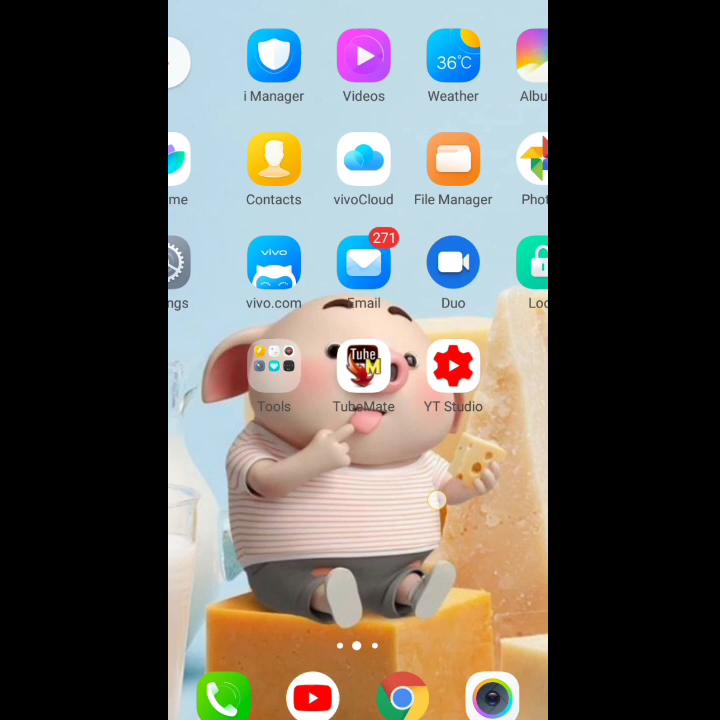 i Manager
Videos
36°C
Weather
Albu
me
Contacts
vivoCloud
File Manager
Phot
ngs
vivo
vivo.com
271
Email
Duo
Loc
Tools
Tube
M
TubeMate
YT Studio